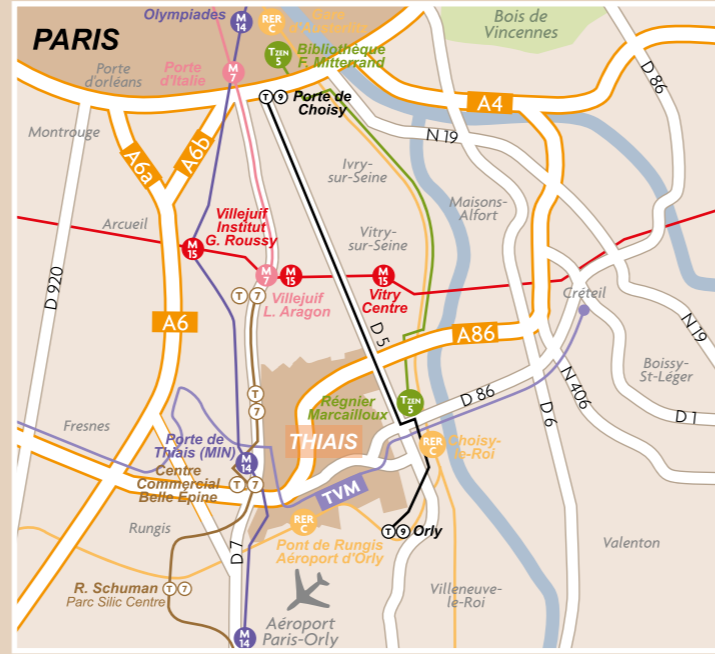 Olympiades
M
14
RER
C
Gare
d'Austerlitz
Bois de
Vincennes
PARIS
M
7
Porte
d'Italie
TZEN
5
Bibliothèque
F. Mitterrand
D 86
Porte
d'orléans
T 9 Porte de
Choisy
A4
Montrouge
N 19
A6a
A6b
Ivry
sur-Seine
Maisons-
Alfort
Arcueil
Villejuif
Institut
G. Roussy
M
15
Vitry
sur-Seine
M
7
M
15
M
15
D 920
T 7
Villejuif
L. Aragon
Vitry
Centre
Créteil
A6
D 5
A86
N 19
Boissy-
St-Léger
T
7
Régnier
Marcailloux
TZEN
5
D 86
N 406
D 6
D 1
Fresnes
THIAIS
Porte de
Thiais (MIN)
M
14
RER
C
Choisy-
le-Roi
Centre
Commercial
Belle Epine
T 7
TVM
Rungis
RER
C
T 9 Orly
Valenton
D 7
Pont de Rungis
Aéroport d'Orly
R. Schuman
Parc Silic Centre
T 7
Villeneuve-
le-Roi
Aéroport
Paris-Orly
M
14